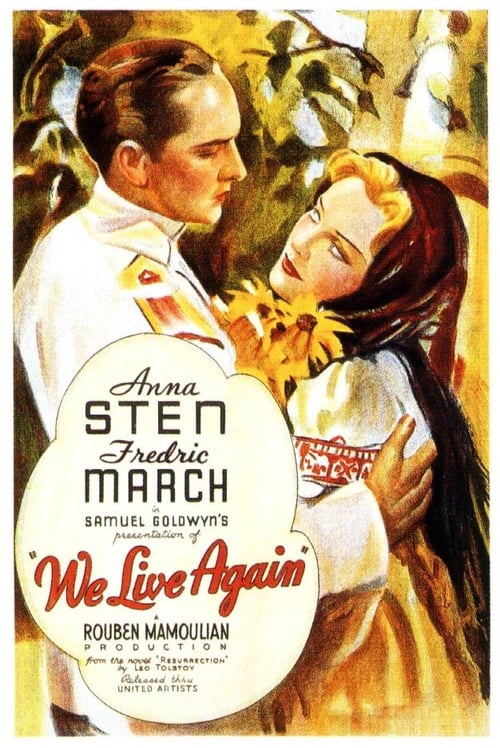 Anna
STEN
Fredric
MARCH
in
SAMUEL GOLDWYN'S
presentation of
"We Live Again"
A
ROUBEN MAMOULIAN
PRODUCTION
from the novel "RESURRECTION"
by LEO TOLSTOY
Released thru
UNITED ARTISTS